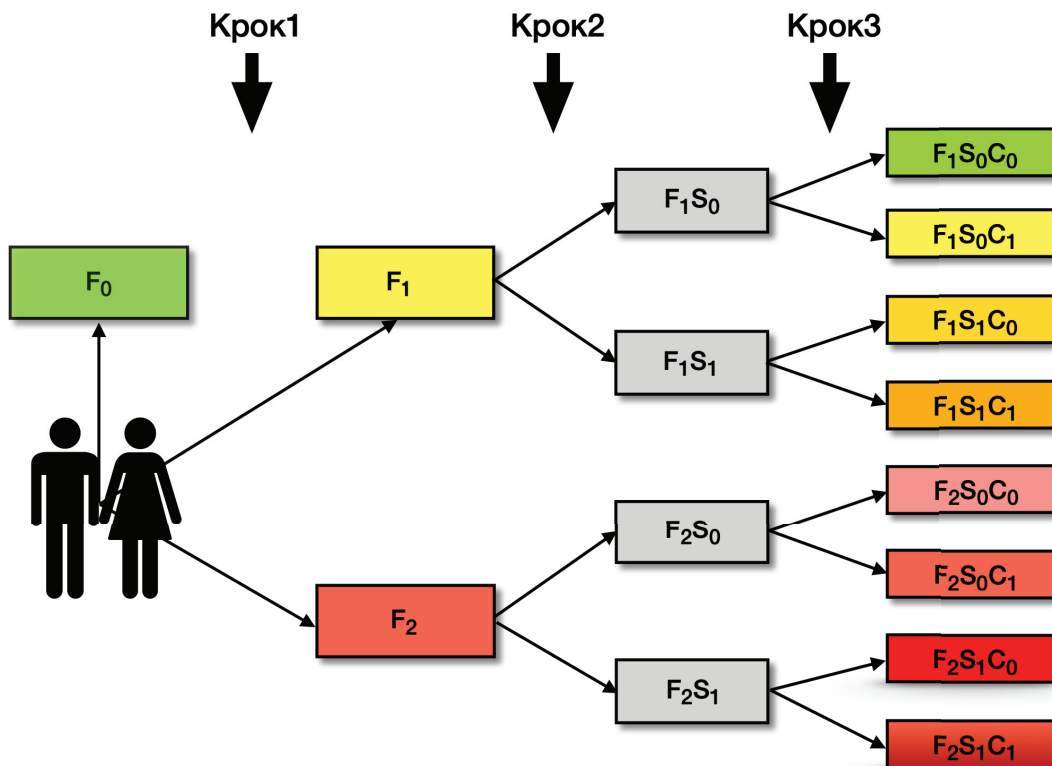 Крок1 Крок2 Крок3
F₁S₀C₀
F₁S₀
F₁S₀C₁
F₀ F₁
F₁S₁C₀
F₁S₁
F₁S₁C₁
F₂S₀C₀
F₂S₀
F₂S₀C₁
F₂
F₂S₁C₀
F₂S₁
F₂S₁C₁